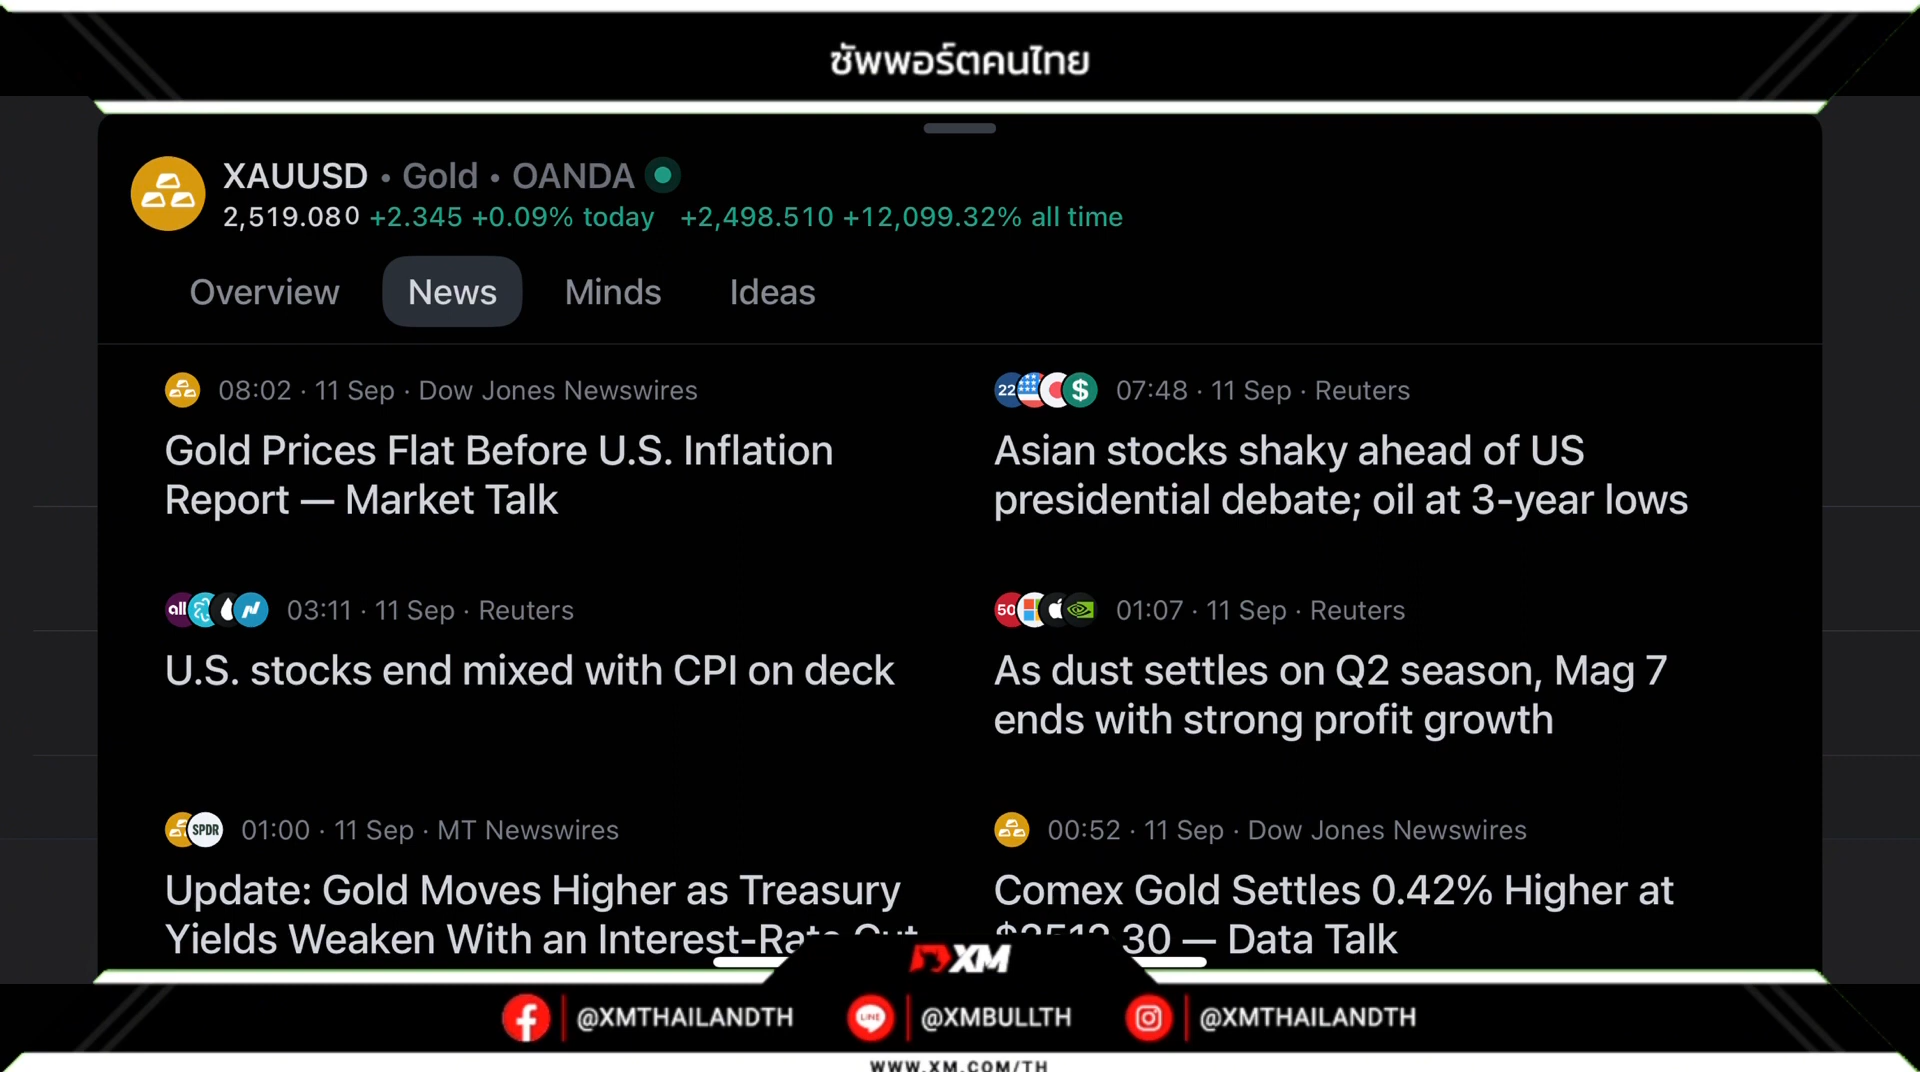 ซัพพอร์ตคนไทย
XAUUSD • Gold • OANDA
2,519.080 +2.345 +0.09% today +2,498.510 +12,099.32% all time
Overview News Minds Ideas
08:02 · 11 Sep · Dow Jones Newswires
Gold Prices Flat Before U.S. Inflation
Report — Market Talk
22 $ 07:48 · 11 Sep · Reuters
Asian stocks shaky ahead of US
presidential debate; oil at 3-year lows
all 03:11 · 11 Sep · Reuters
U.S. stocks end mixed with CPI on deck
50 01:07 · 11 Sep · Reuters
As dust settles on Q2 season, Mag 7
ends with strong profit growth
SPDR 01:00 · 11 Sep · MT Newswires
Update: Gold Moves Higher as Treasury
Yields Weaken With an Interest-Rate Cut
00:52 · 11 Sep · Dow Jones Newswires
Comex Gold Settles 0.42% Higher at
30 — Data Talk
XM
@XMTHAILANDTH
LINE @XMBULLTH
@XMTHAILANDTH
WWW.XM.COM/TH